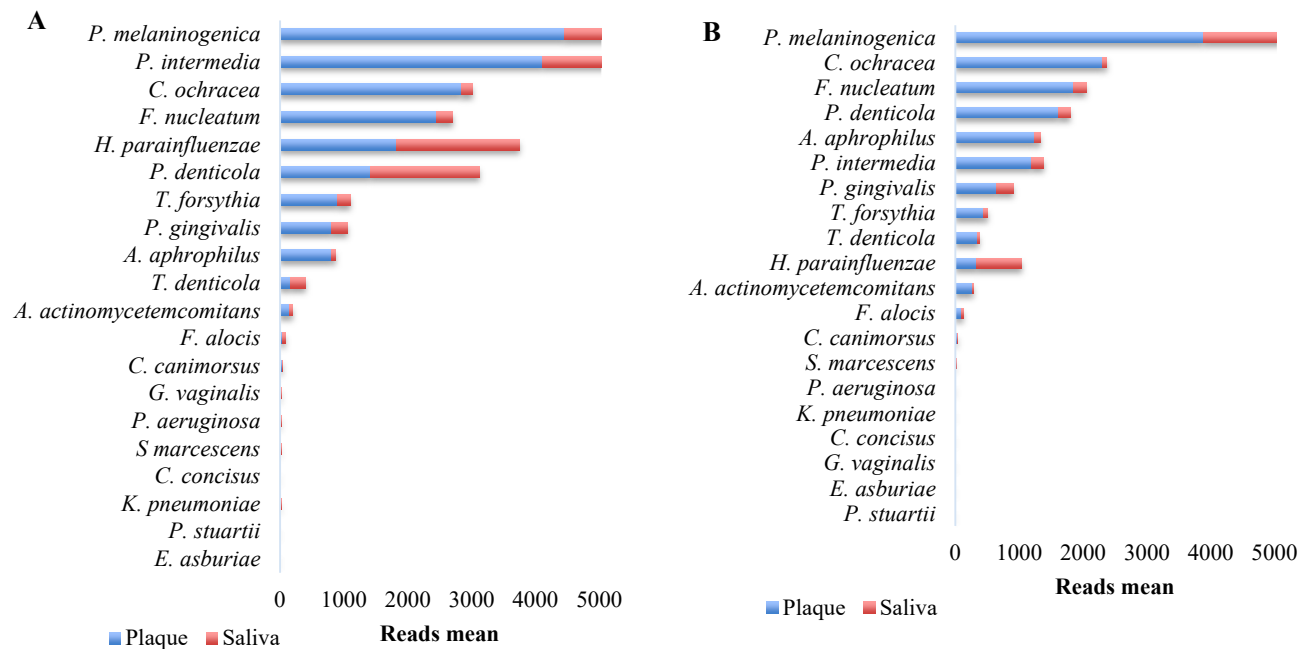 A
P. melaninogenica
P. intermedia
C. ochracea
F. nucleatum
H. parainfluenzae
P. denticola
T. forsythia
P. gingivalis
A. aphrophilus
T. denticola
A. actinomycetemcomitans
F. alocis
C. canimorsus
G. vaginalis
P. aeruginosa
S marcescens
C. concisus
K. pneumoniae
P. stuartii
E. asburiae
0 1000 2000 3000 4000 5000
Reads mean
Plaque Saliva
B
P. melaninogenica
C. ochracea
F. nucleatum
P. denticola
A. aphrophilus
P. intermedia
P. gingivalis
T. forsythia
T. denticola
H. parainfluenzae
A. actinomycetemcomitans
F. alocis
C. canimorsus
S. marcescens
P. aeruginosa
K. pneumoniae
C. concisus
G. vaginalis
E. asburiae
P. stuartii
0 1000 2000 3000 4000 5000
Reads mean
Plaque Saliva